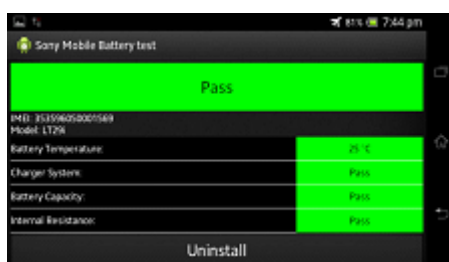 81% 7:44 pm
Sony Mobile Battery test
Pass
IMEI: 353596050001569
Model: LT29i
Battery Temperature: 25 °C
Charger System: Pass
Battery Capacity: Pass
Internal Resistance: Pass
Uninstall